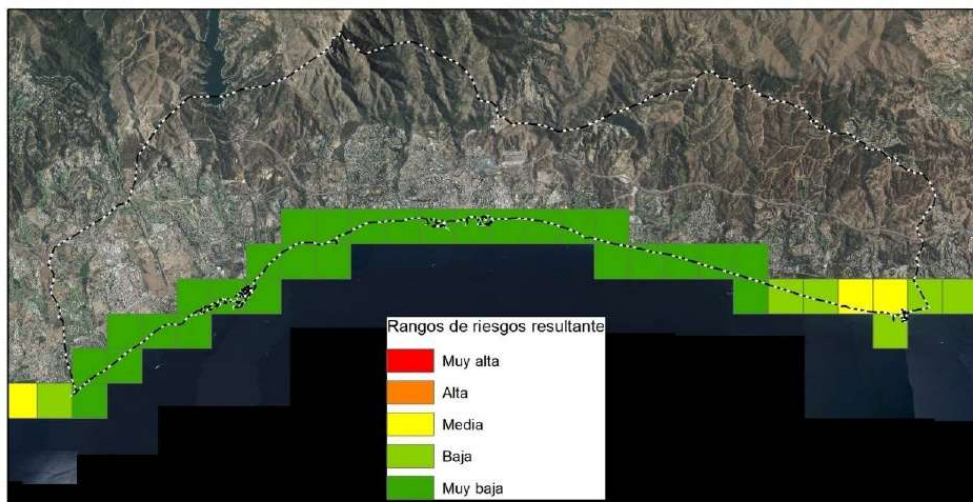 Rangos de riesgos resultante
Muy alta
Alta
Media
Baja
Muy baja